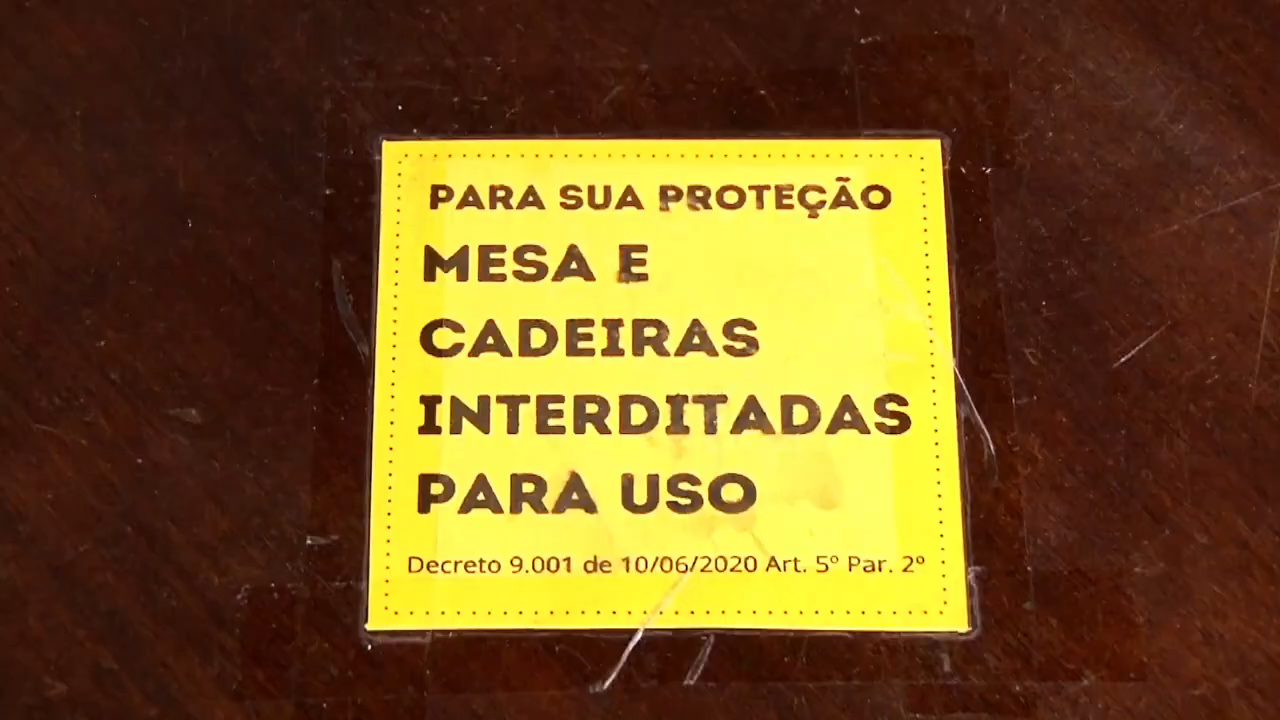 PARA SUA PROTEÇÃO
MESA E
CADEIRAS
INTERDITADAS
PARA USO
Decreto 9.001 de 10/06/2020 Art. 5º Par. 2º